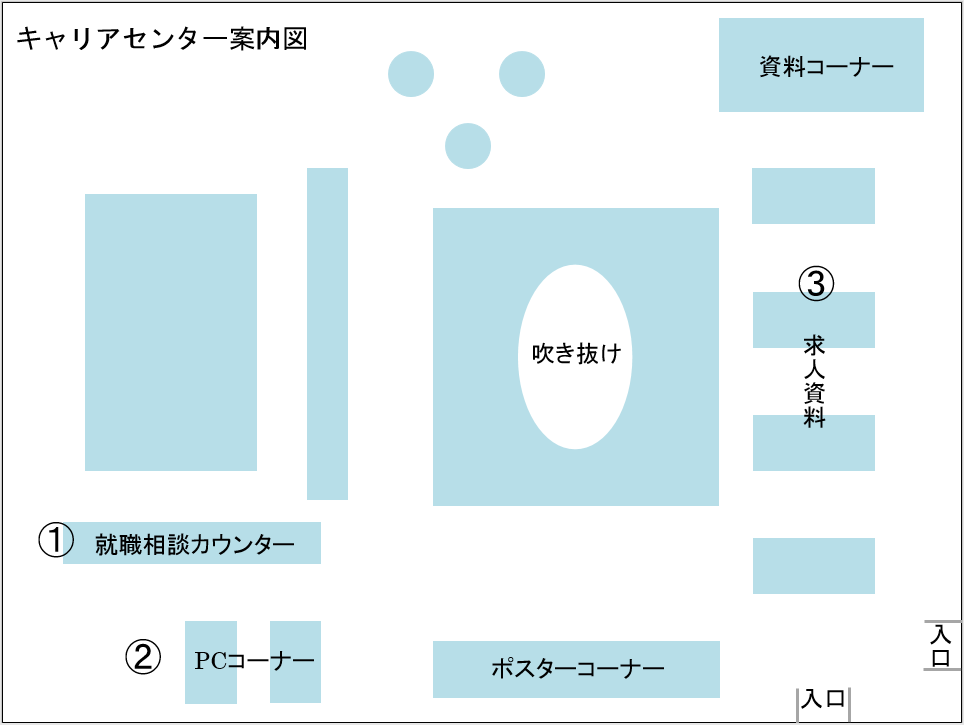 キャリアセンター案内図
資料コーナー
③
求人資料
吹き抜け
①
就職相談カウンター
②
PCコーナー
ポスターコーナー
入口
入口